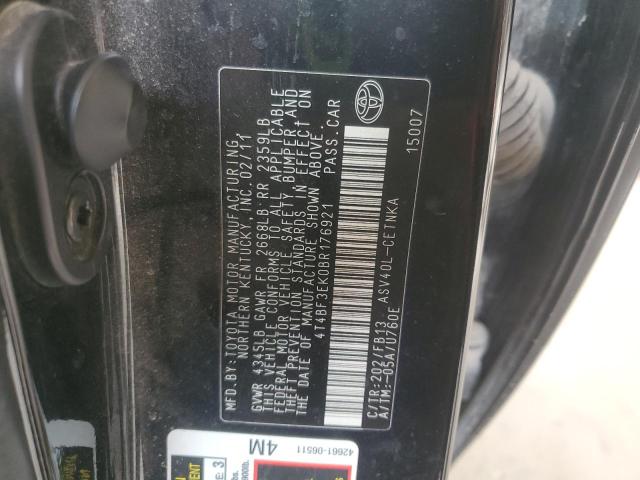 MFD.BY:TOYOTA MOTOR MANUFACTURING,
NORTHERN KENTUCKY, INC. 02/11
GVWR 4345LB GAWR FR 2668LB RR 2359LB
THIS VEHICLE CONFORMS TO ALL APPLICABLE
FEDERAL MOTOR VEHICLE SAFETY, BUMPER AND
THEFT PREVENTION STANDARDS IN EFFECT ON
THE DATE OF MANUFACTURE SHOWN ABOVE.
4T4BF3EK0BR176921 PASS.CAR
C/TR:202/FB13 ASV40L-CETNKA
A/TM:-05A/U760E 15007
42661-06511
4M